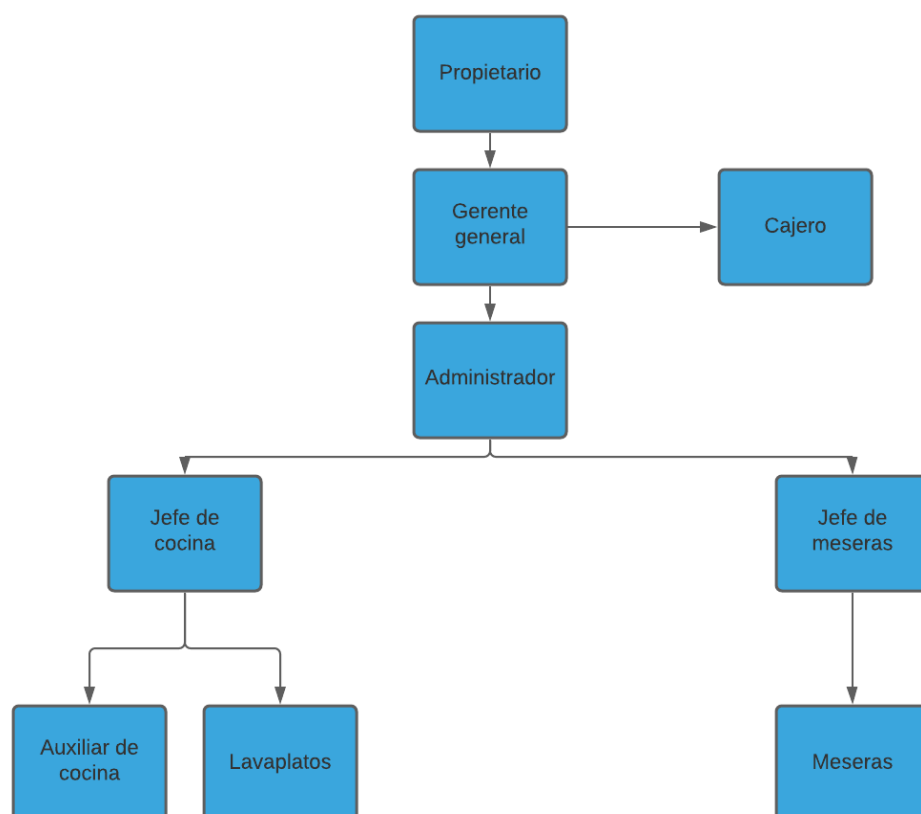 Propietario
Gerente
general
Cajero
Administrador
Jefe de
cocina
Jefe de
meseras
Auxiliar de
cocina
Lavaplatos
Meseras